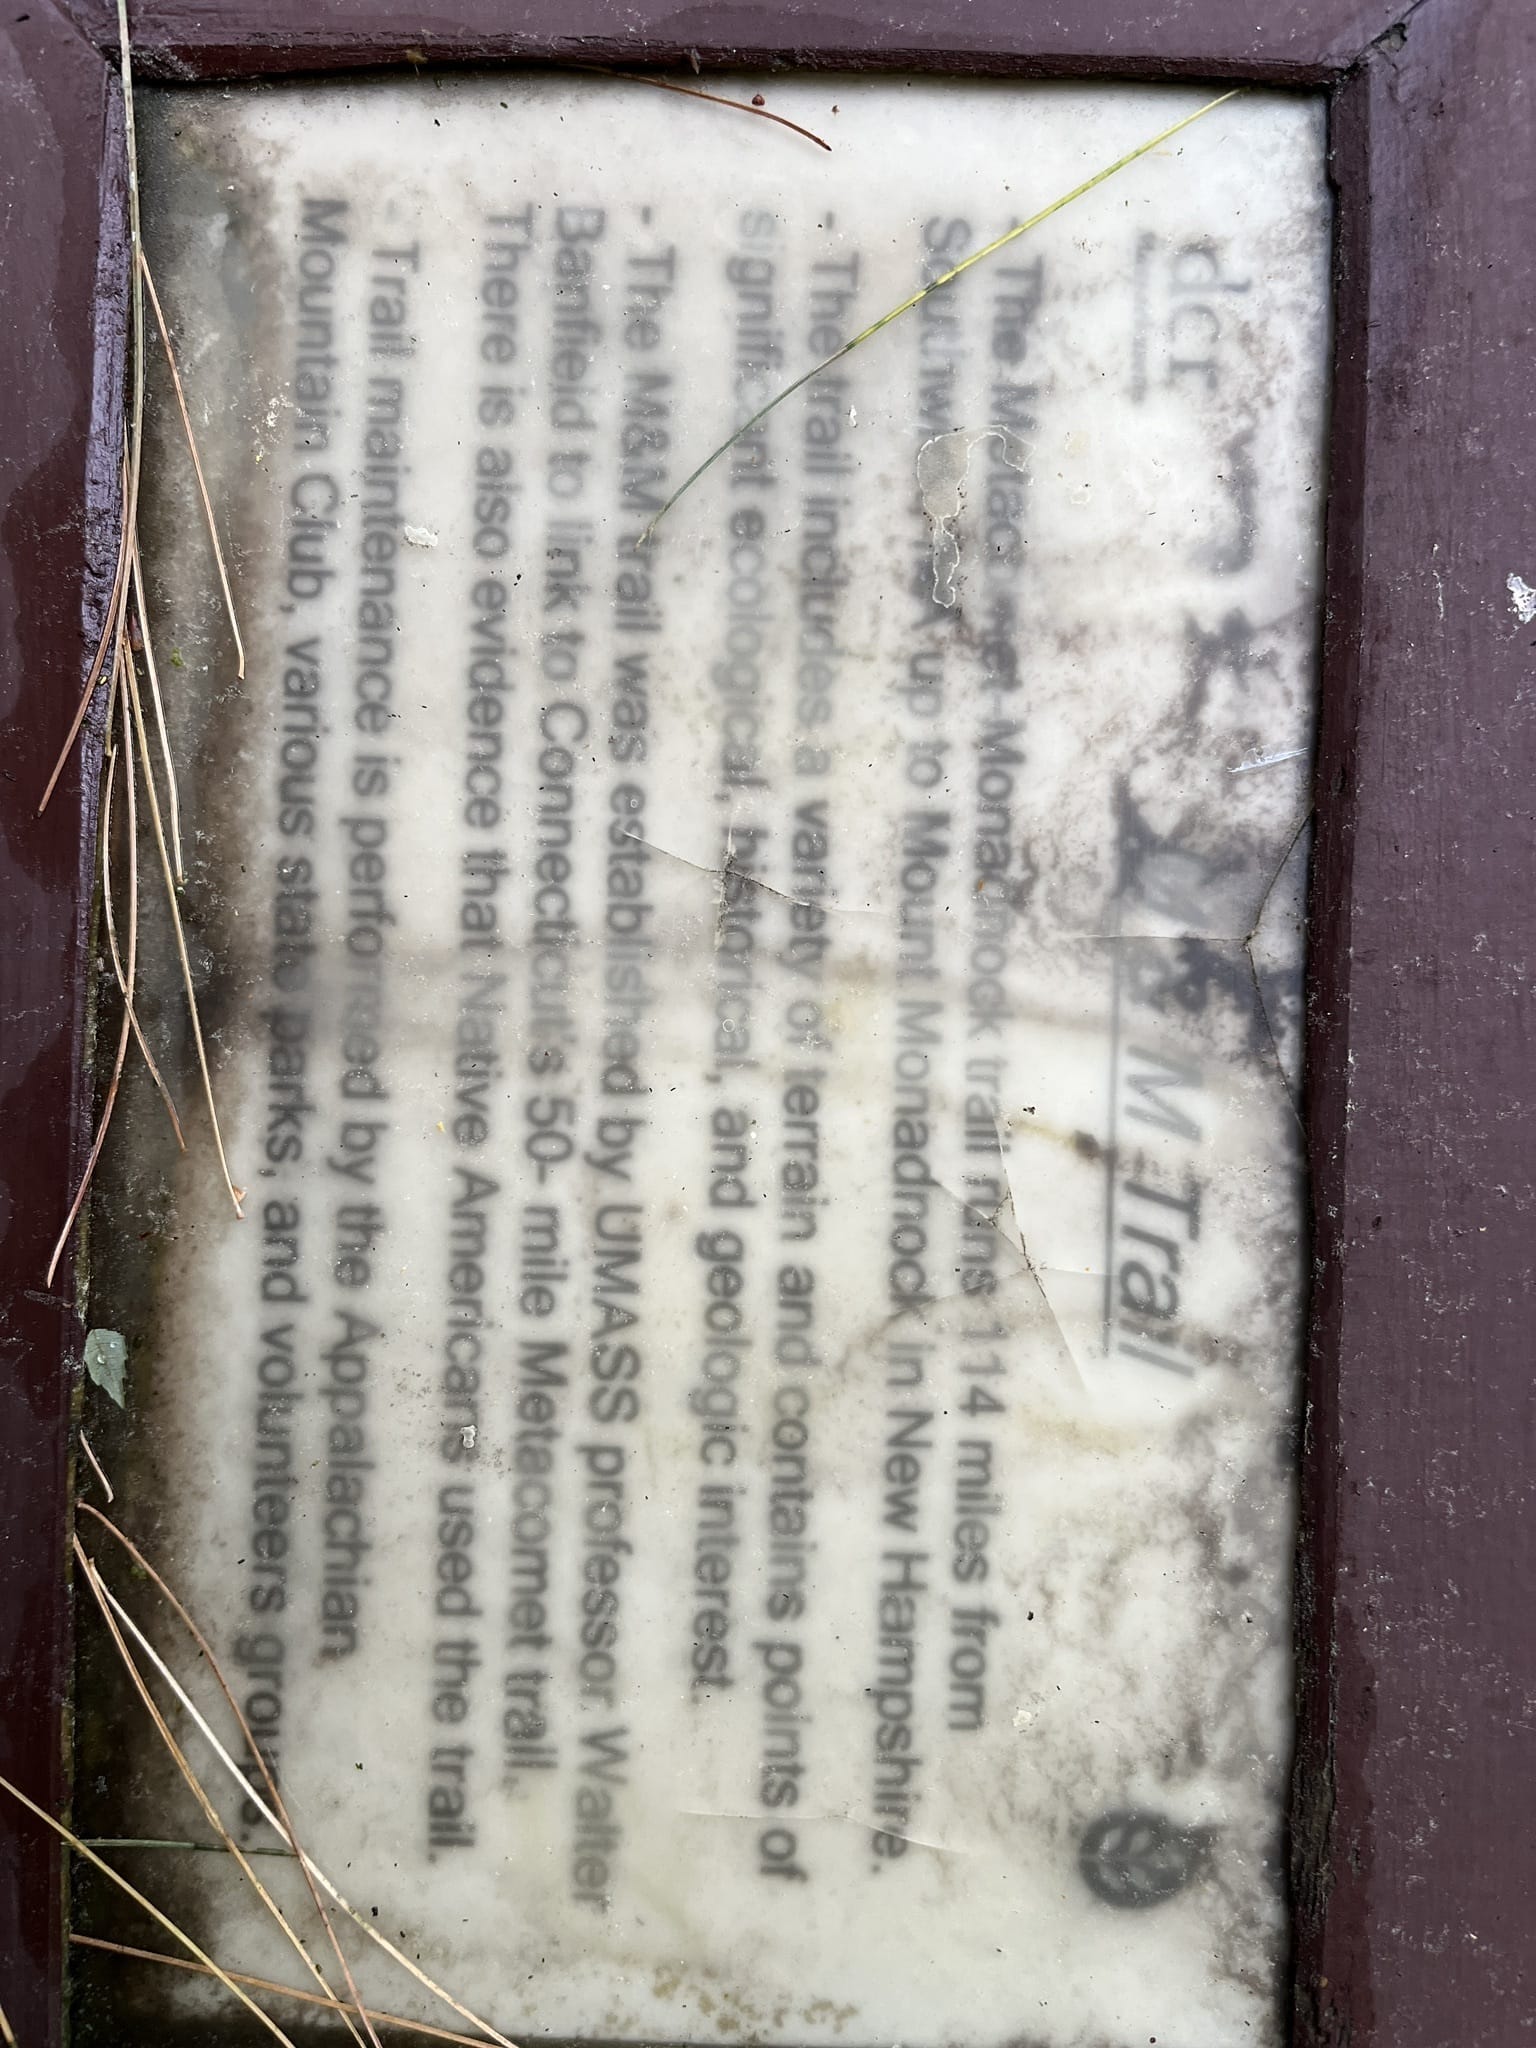 dcr
Massachusetts
M & M Trail
- The Metacomet-Monadnock trail runs 114 miles from
Southwick MA up to Mount Monadnock in New Hampshire.
- The trail includes a variety of terrain and contains points of
significant ecological, historical, and geologic interest.
- The M&M trail was established by UMASS professor Walter
Banfield to link to Connecticut's 50- mile Metacomet trail.
There is also evidence that Native Americans used the trail.
- Trail maintenance is performed by the Appalachian
Mountain Club, various state parks, and volunteers groups.